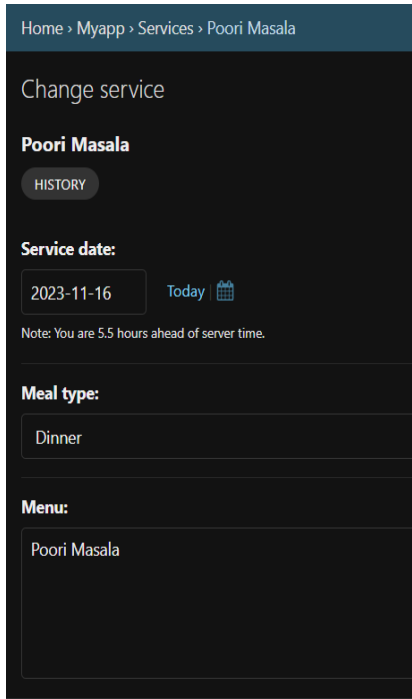 Home › Myapp › Services › Poori Masala
Change service
Poori Masala
HISTORY
Service date:
2023-11-16 Today
Note: You are 5.5 hours ahead of server time.
Meal type:
Dinner
Menu:
Poori Masala